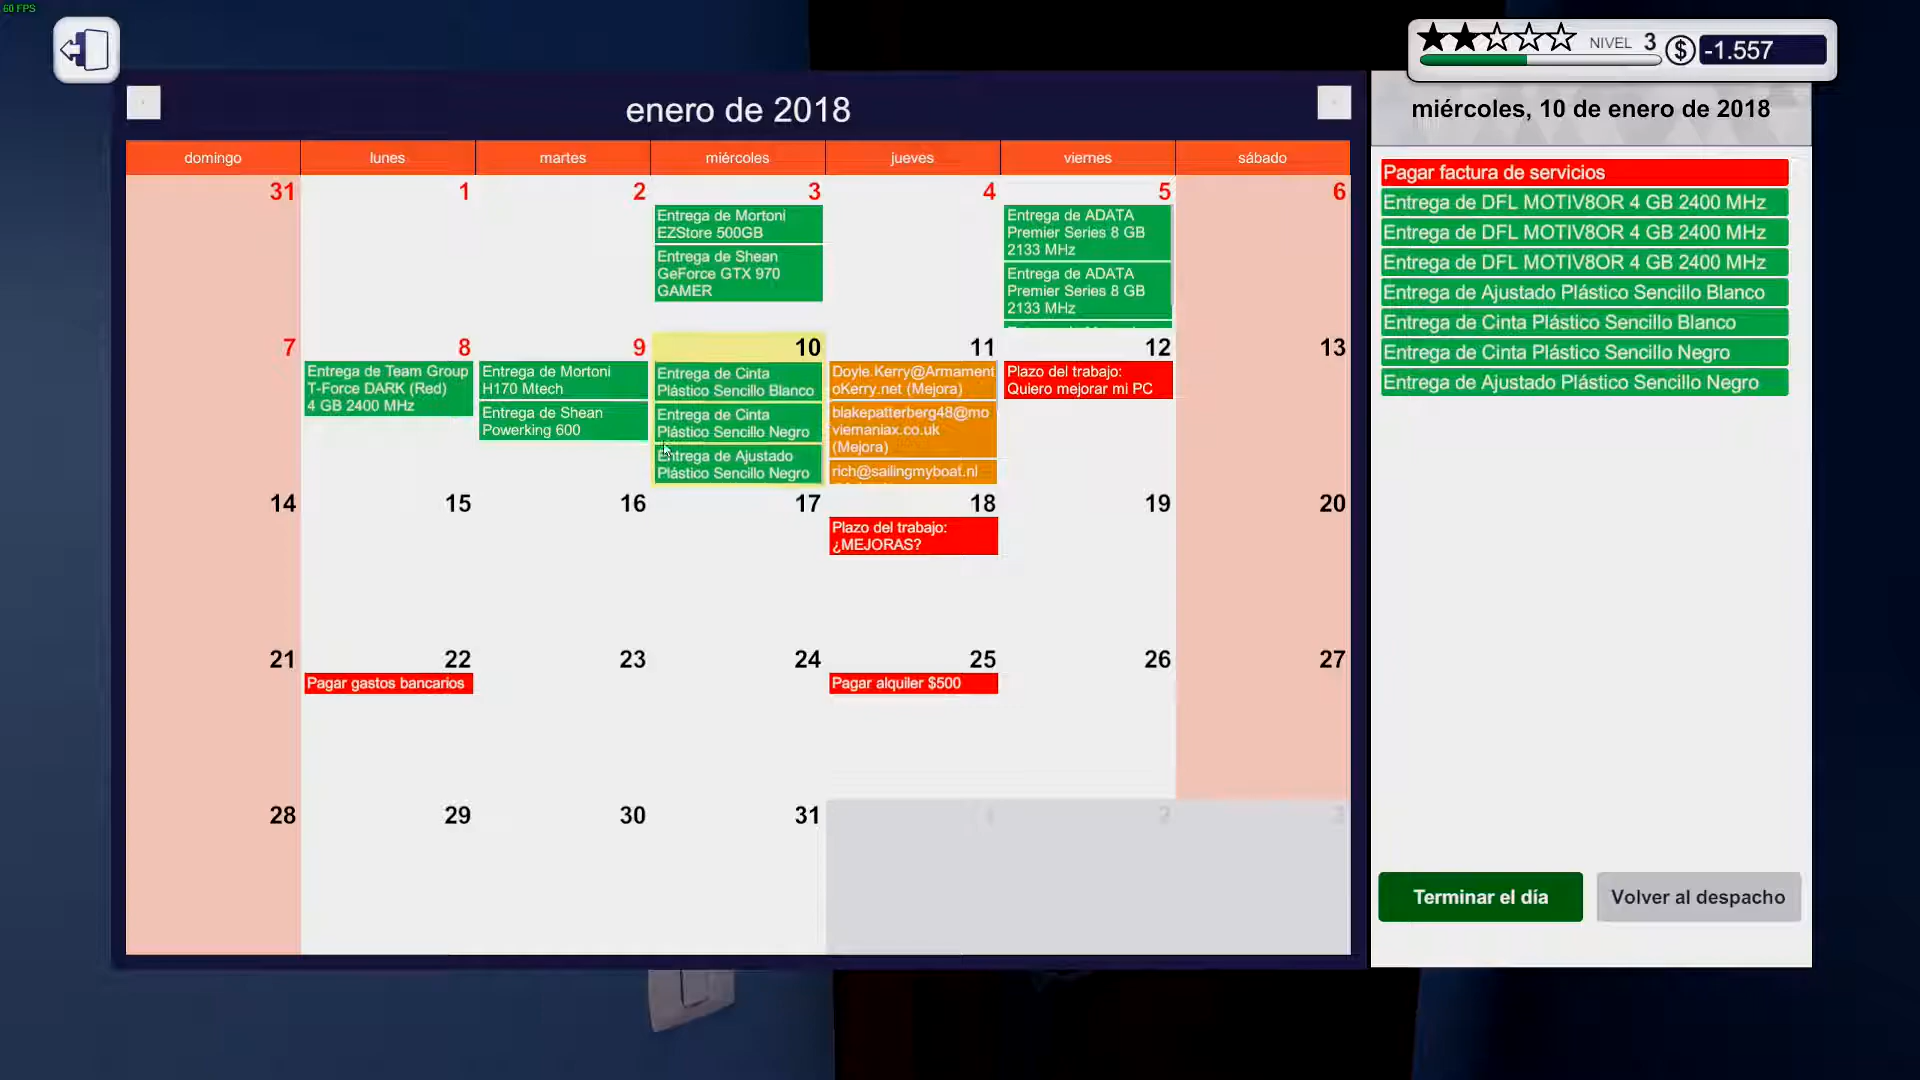 60 FPS
NIVEL 3
$ -1.557
enero de 2018
miércoles, 10 de enero de 2018
domingo lunes martes miércoles jueves viernes sábado
31 1 2 3 4 5 6
Entrega de Mortoni
EZStore 500GB
Entrega de Shean
GeForce GTX 970
GAMER
Entrega de ADATA
Premier Series 8 GB
2133 MHz
Entrega de ADATA
Premier Series 8 GB
2133 MHz
7 8 9 10 11 12 13
Entrega de Team Group
T-Force DARK (Red)
4 GB 2400 MHz
Entrega de Mortoni
H170 Mtech
Entrega de Shean
Powerking 600
Entrega de Cinta
Plástico Sencillo Blanco
Entrega de Cinta
Plástico Sencillo Negro
Entrega de Ajustado
Plástico Sencillo Negro
Doyle.Kerry@Armament
oKerry.net (Mejora)
blakepatterberg48@mo
viemaniax.co.uk
(Mejora)
rich@sailingmyboat.nl
Plazo del trabajo:
Quiero mejorar mi PC
14 15 16 17 18 19 20
Plazo del trabajo:
¿MEJORAS?
21 22 23 24 25 26 27
Pagar gastos bancarios
Pagar alquiler $500
28 29 30 31 1 2 3
Pagar factura de servicios
Entrega de DFL MOTIV8OR 4 GB 2400 MHz
Entrega de DFL MOTIV8OR 4 GB 2400 MHz
Entrega de DFL MOTIV8OR 4 GB 2400 MHz
Entrega de Ajustado Plástico Sencillo Blanco
Entrega de Cinta Plástico Sencillo Blanco
Entrega de Cinta Plástico Sencillo Negro
Entrega de Ajustado Plástico Sencillo Negro
Terminar el día
Volver al despacho